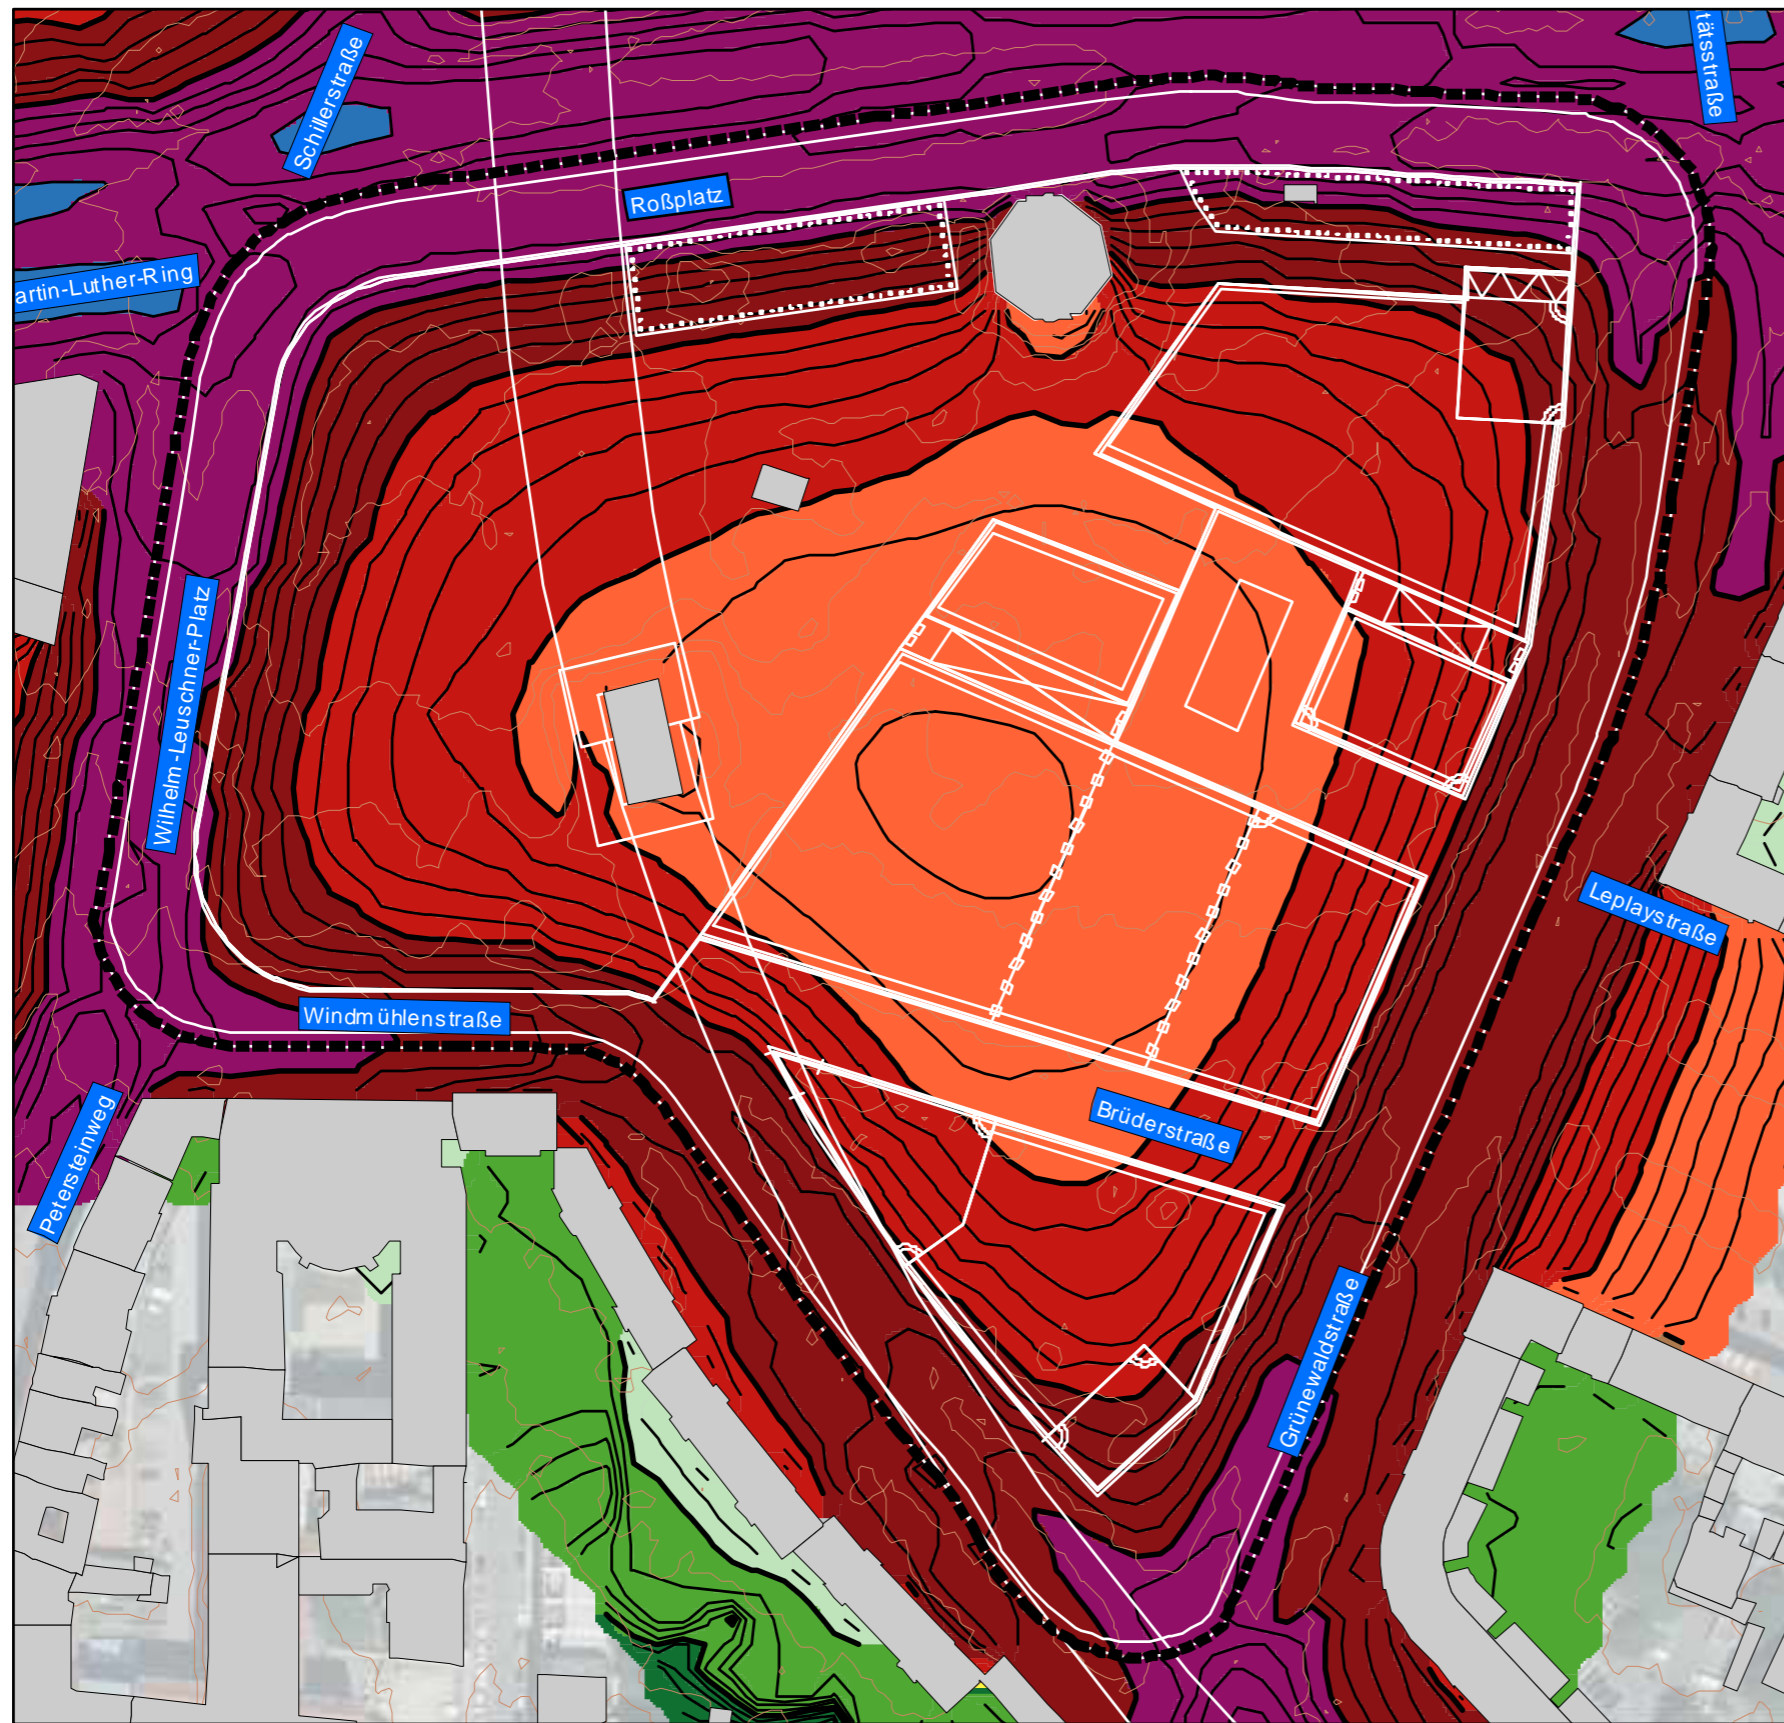 Schillerstraße
tätsstraße
Roßplatz
artin-Luther-Ring
Wilhelm-Leuschner-Platz
Leplaystraße
Windmühlenstraße
Brüderstraße
Petersteinweg
Grünewaldstraße